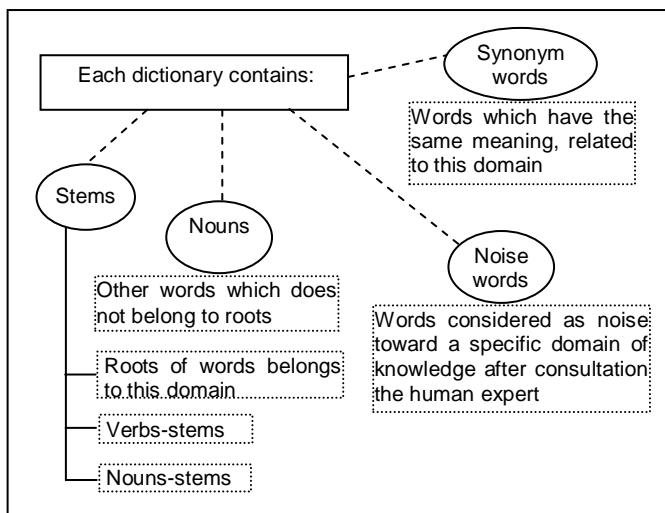 Each dictionary contains:
Synonym
words
Words which have the
same meaning, related
to this domain
Stems
Nouns
Other words which does
not belong to roots
Noise
words
Words considered as noise
toward a specific domain of
knowledge after consultation
the human expert
Roots of words belongs
to this domain
Verbs-stems
Nouns-stems